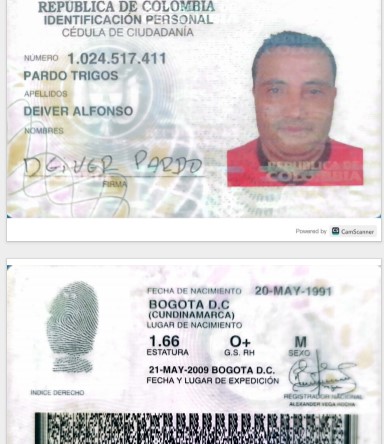 REPUBLICA DE COLOMBIA
IDENTIFICACION PERSONAL
CÉDULA DE CIUDADANÍA
NUMERO 1.024.517.411
PARDO TRIGOS
APELLIDOS
DEIVER ALFONSO
NOMBRES
DEIVER PARDO
FIRMA
REPUBLICA DE
COLOMBIA
Powered by CS CamScanner
FECHA DE NACIMIENTO 20-MAY-1991
BOGOTA D.C
(CUNDINAMARCA)
LUGAR DE NACIMIENTO
1.66 O+ M
ESTATURA G.S. RH SEXO
21-MAY-2009 BOGOTA D.C.
FECHA Y LUGAR DE EXPEDICIÓN
INDICE DERECHO
REGISTRADOR NACIONAL
ALEXANDER VEGA ROCHA